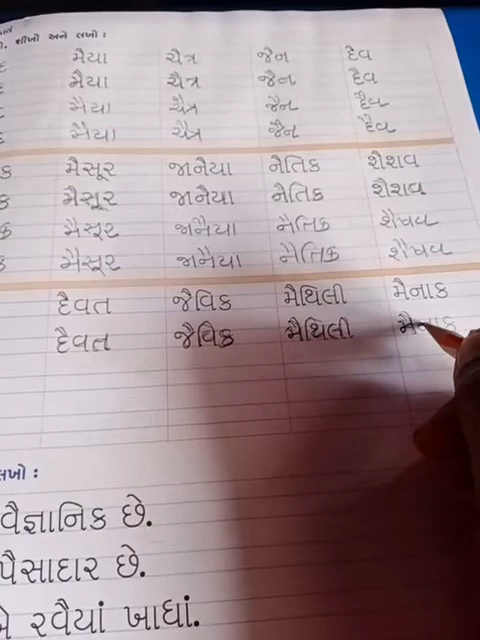 શીખો અને લખો :
મૈયા ચૈત્ર જૈન દૈવ
મૈયા ચૈત્ર જૈન દૈવ
મૈયા ચૈત્ર જૈન દૈવ
મૈયા ચૈત્ર જૈન દૈવ
ક મૈસૂર જાનૈયા નૈતિક શૈશવ
ક મૈસૂર જાનૈયા નૈતિક શૈશવ
ક મૈસૂર જાનૈયા નૈતિક શૈશવ
ક મૈસૂર જાનૈયા નૈતિક શૈશવ
દૈવત જૈવિક મૈથિલી મૈનાક
દૈવત જૈવિક મૈથિલી મૈનાક
લખો :
વૈજ્ઞાનિક છે.
પૈસાદાર છે.
રવૈયાં ખાધાં.